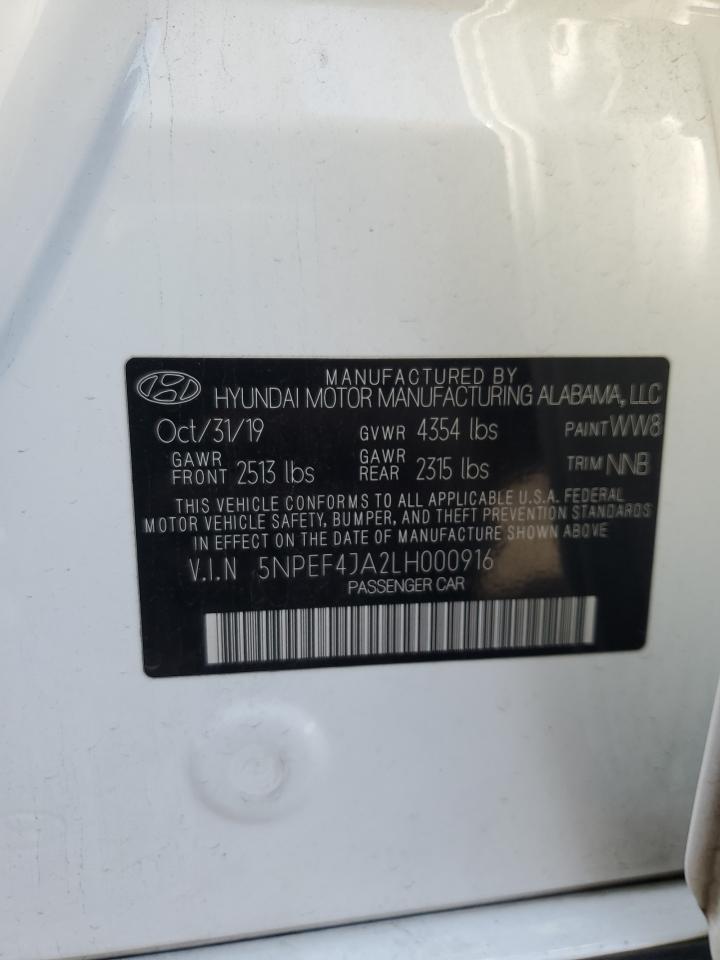 MANUFACTURED BY
HYUNDAI MOTOR MANUFACTURING ALABAMA, LLC
Oct/31/19 GVWR 4354 lbs PAINT WW8
GAWR FRONT 2513 lbs GAWR REAR 2315 lbs TRIM NNB
THIS VEHICLE CONFORMS TO ALL APPLICABLE U.S.A. FEDERAL
MOTOR VEHICLE SAFETY, BUMPER, AND THEFT PREVENTION STANDARDS
IN EFFECT ON THE DATE OF MANUFACTURE SHOWN ABOVE.
V.I.N 5NPEF4JA2LH000916
PASSENGER CAR